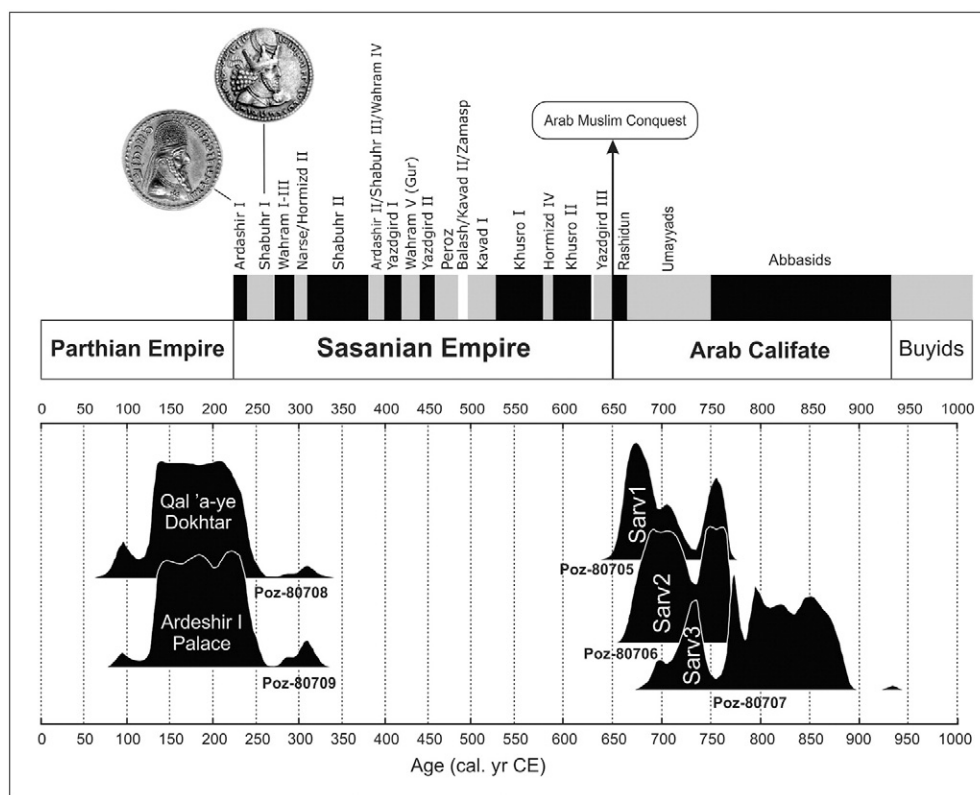 Arab Muslim Conquest
Ardashir I
Shabuhr I
Wahram I-III
Narse/Hormizd II
Shabuhr II
Ardashir II/Shabuhr III/Wahram IV
Yazdgird I
Wahram V (Gur)
Yazdgird II
Peroz
Balash/Kavad II/Zamasp
Kavad I
Khusro I
Hormizd IV
Khusro II
Yazdgird III
Rashidun
Umayyads
Abbasids
Parthian Empire
Sasanian Empire
Arab Califate
Buyids
0 50 100 150 200 250 300 350 400 450 500 550 600 650 700 750 800 850 900 950 1000
Qal 'a-ye
Dokhtar
Poz-80708
Ardeshir I
Palace
Poz-80709
Sarv1
Poz-80705
Sarv2
Poz-80706
Sarv3
Poz-80707
0 50 100 150 200 250 300 350 400 450 500 550 600 650 700 750 800 850 900 950 1000
Age (cal. yr CE)